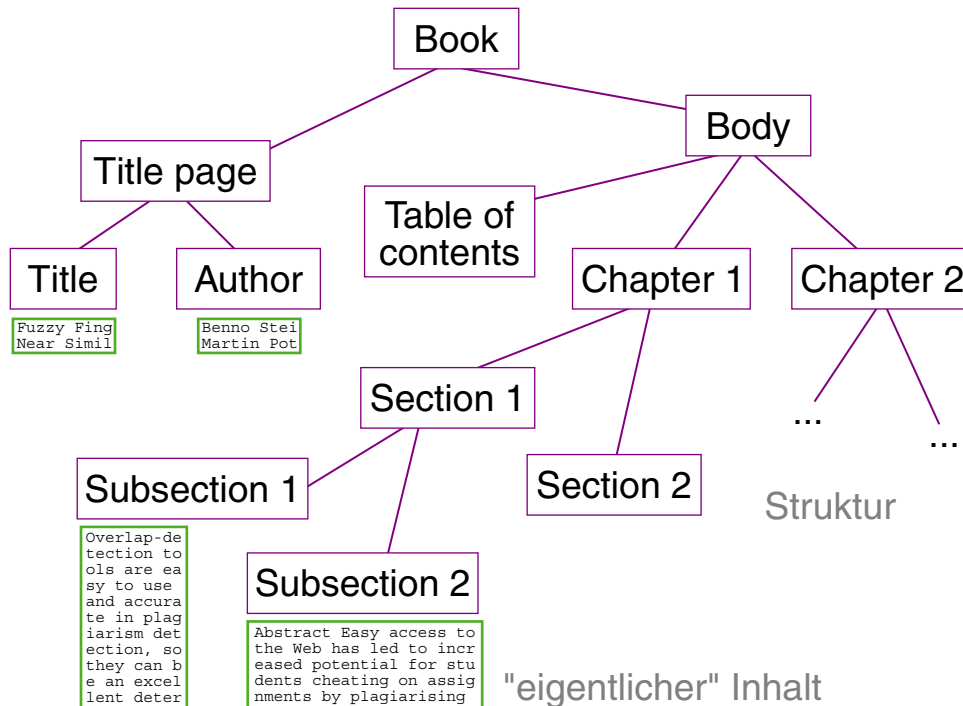 Book
Body
Title page
Table of
contents
Title
Author
Chapter 1
Chapter 2
Fuzzy Fing
Near Simil
Benno Stei
Martin Pot
Section 1
...
...
Subsection 1
Section 2
Struktur
Overlap-de
tection to
ols are ea
sy to use
and accura
te in plag
iarism det
ection, so
they can b
e an excel
lent deter
Subsection 2
Abstract Easy access to
the Web has led to incr
eased potential for stu
dents cheating on assig
nments by plagiarising
"eigentlicher" Inhalt